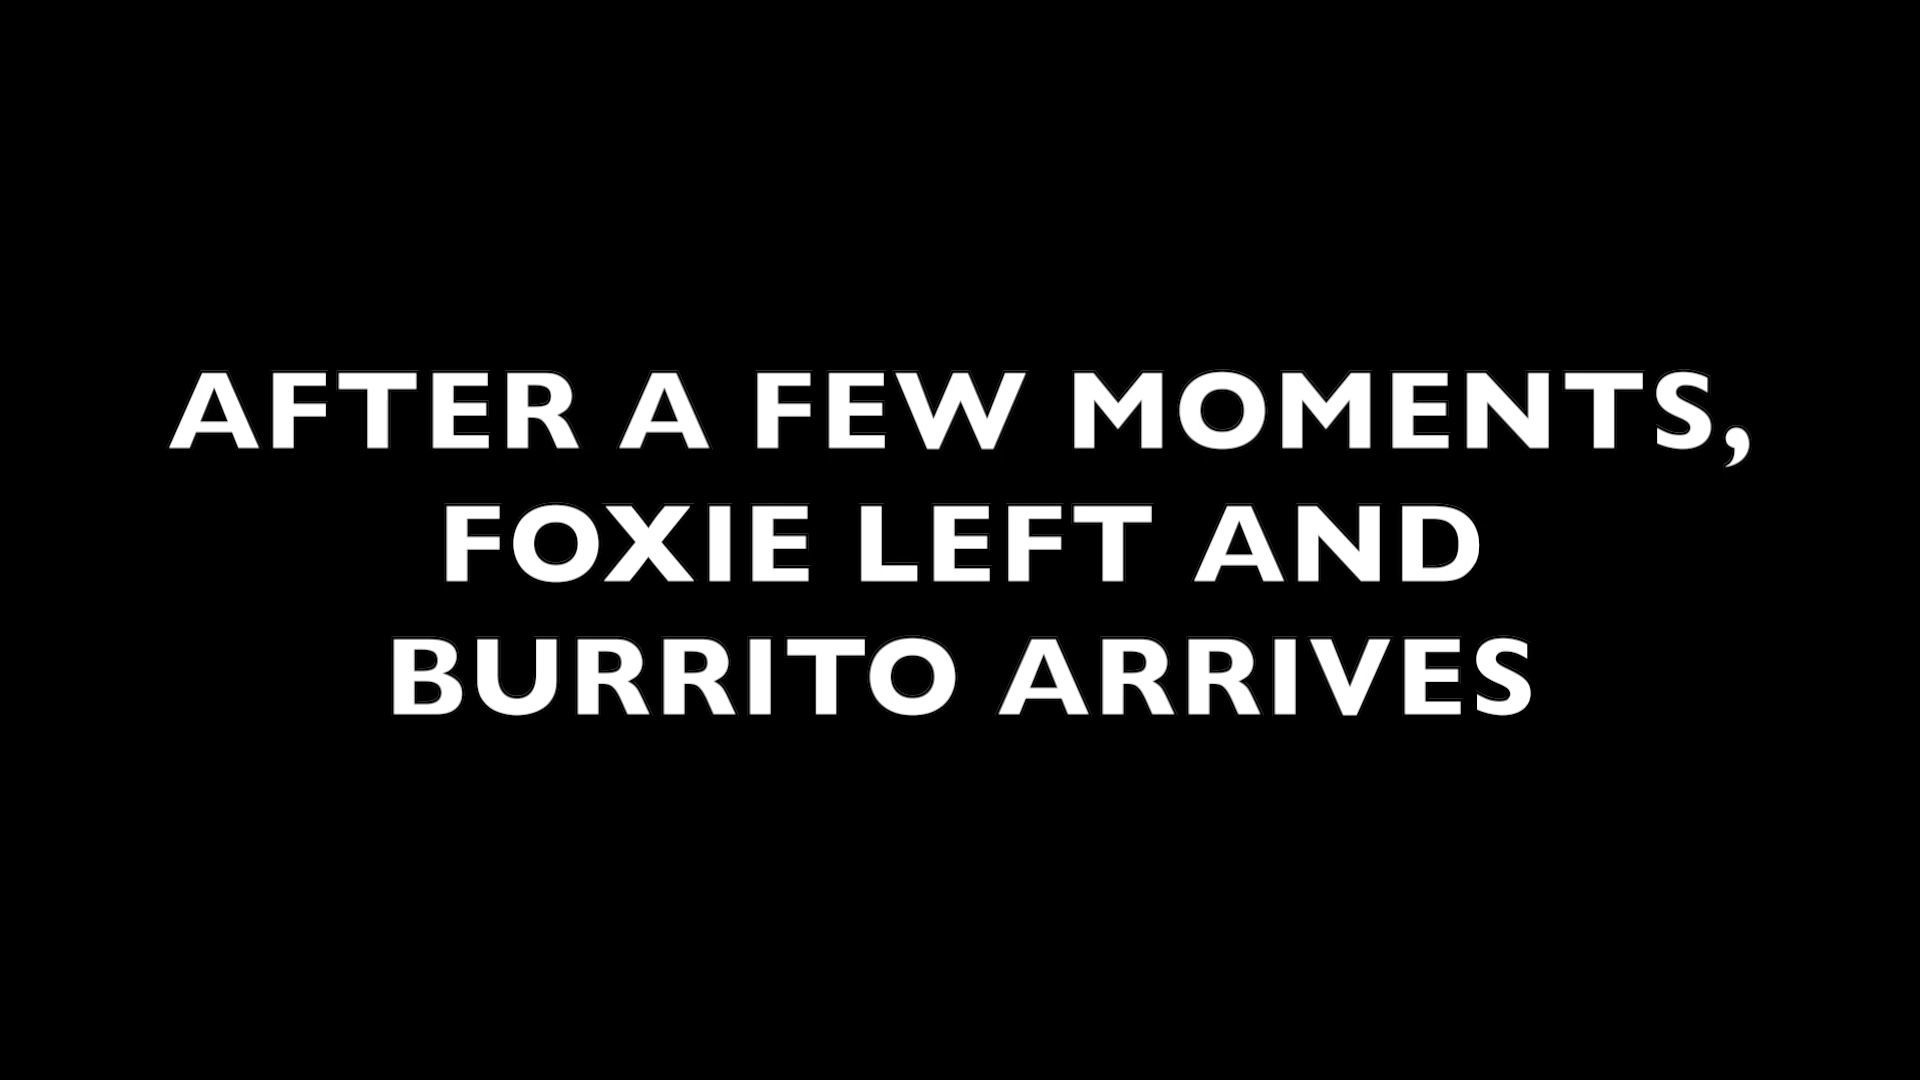 AFTER A FEW MOMENTS,
FOXIE LEFT AND
BURRITO ARRIVES